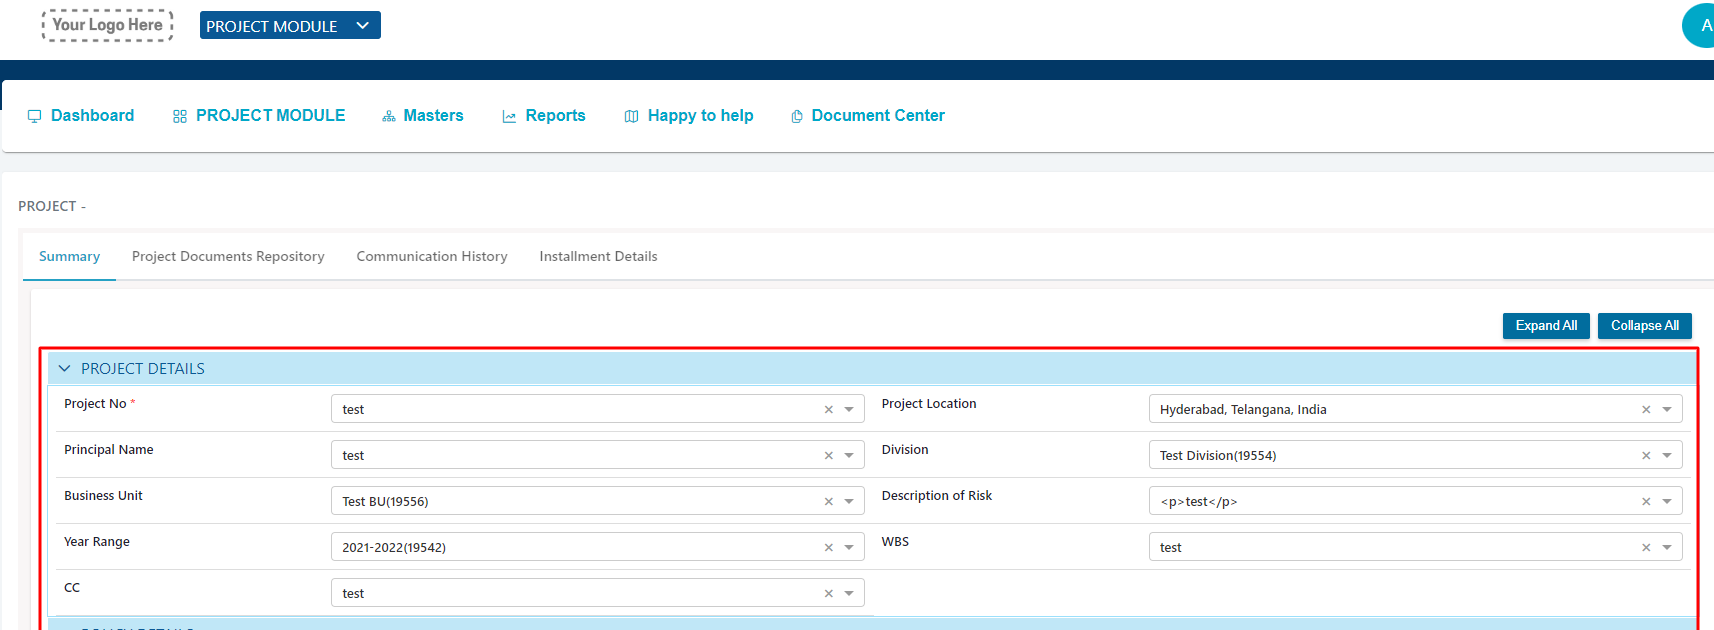 Your Logo Here
PROJECT MODULE
A
Dashboard
PROJECT MODULE
Masters
Reports
Happy to help
Document Center
PROJECT -
Summary
Project Documents Repository
Communication History
Installment Details
Expand All
Collapse All
PROJECT DETAILS
Project No *
test
Project Location
Hyderabad, Telangana, India
Principal Name
test
Division
Test Division(19554)
Business Unit
Test BU(19556)
Description of Risk
<p>test</p>
Year Range
2021-2022(19542)
WBS
test
CC
test